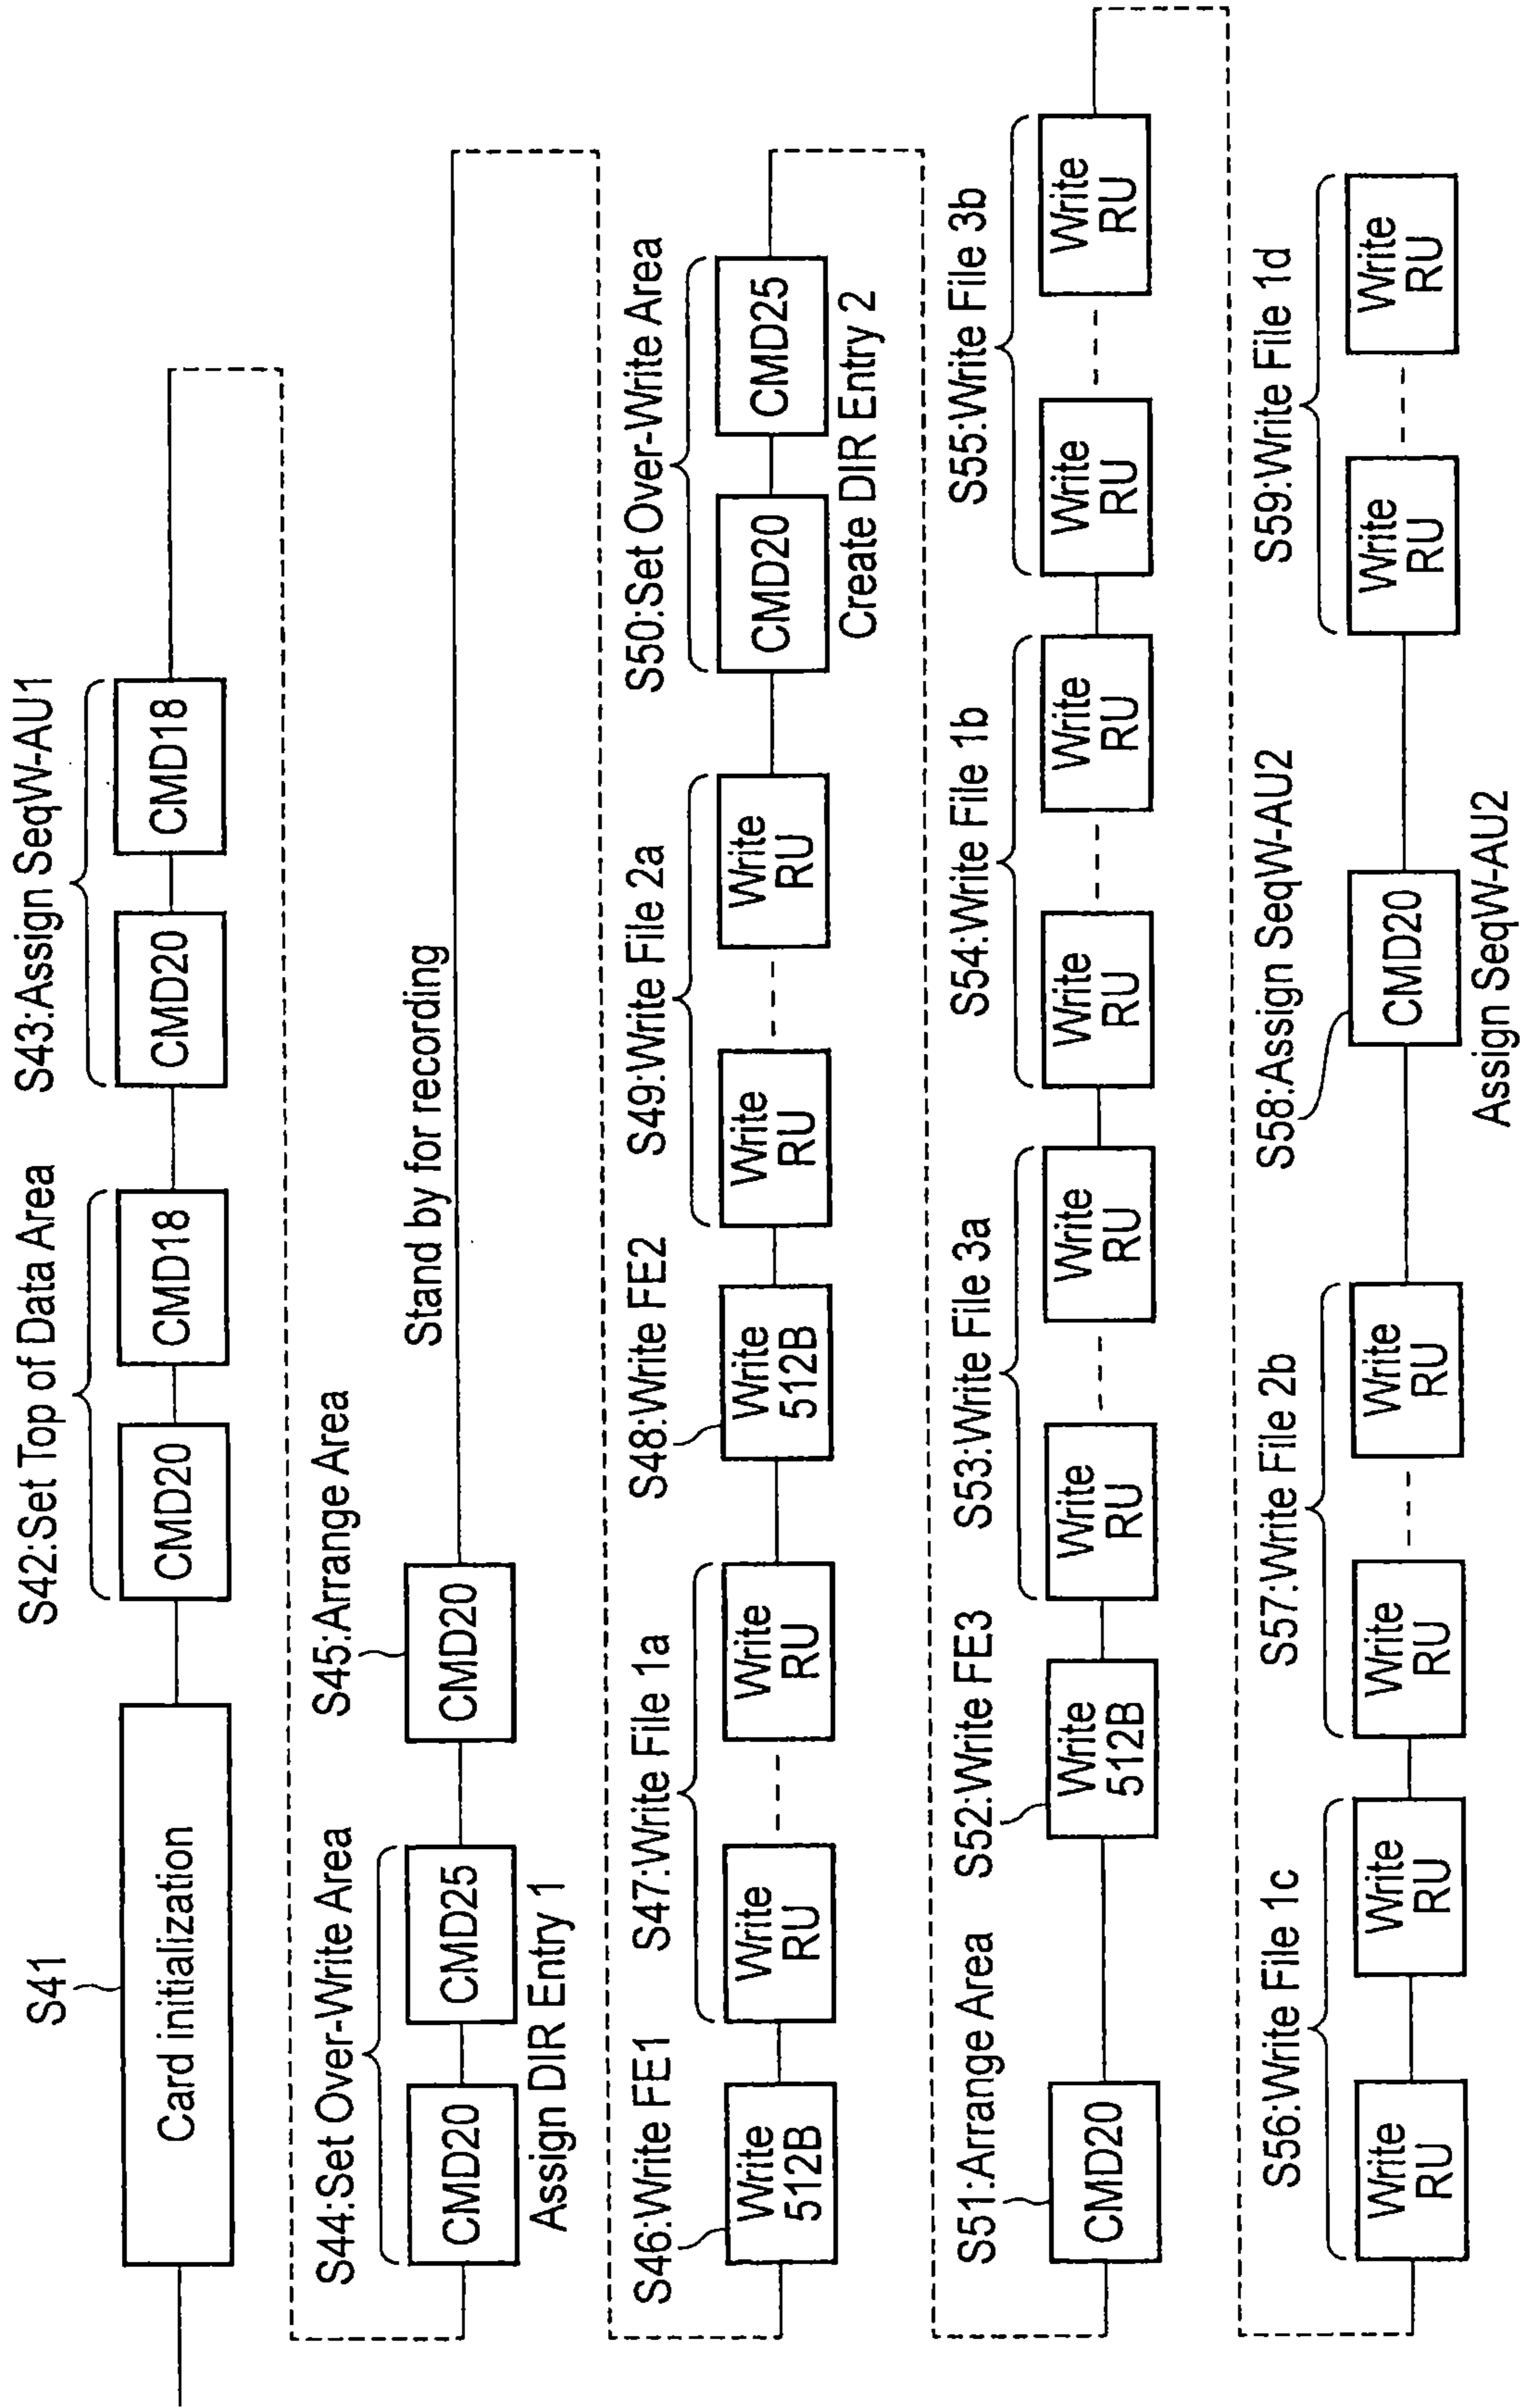 S41
Card initialization
S42:Set Top of Data Area
CMD20
CMD18
S43:Assign SeqW-AU1
CMD20
CMD18
S44:Set Over-Write Area
CMD20
CMD25
Assign DIR Entry 1
S45:Arrange Area
CMD20
Stand by for recording
S46:Write FE1
Write
512B
S47:Write File 1a
Write
RU
Write
RU
S48:Write FE2
Write
512B
S49:Write File 2a
Write
RU
Write
RU
S50:Set Over-Write Area
CMD20
CMD25
Create DIR Entry 2
S51:Arrange Area
CMD20
S52:Write FE3
Write
512B
S53:Write File 3a
Write
RU
Write
RU
S54:Write File 1b
Write
RU
Write
RU
S55:Write File 3b
Write
RU
Write
RU
S56:Write File 1c
Write
RU
Write
RU
S57:Write File 2b
Write
RU
Write
RU
S58:Assign SeqW-AU2
CMD20
Assign SeqW-AU2
S59:Write File 1d
Write
RU
Write
RU